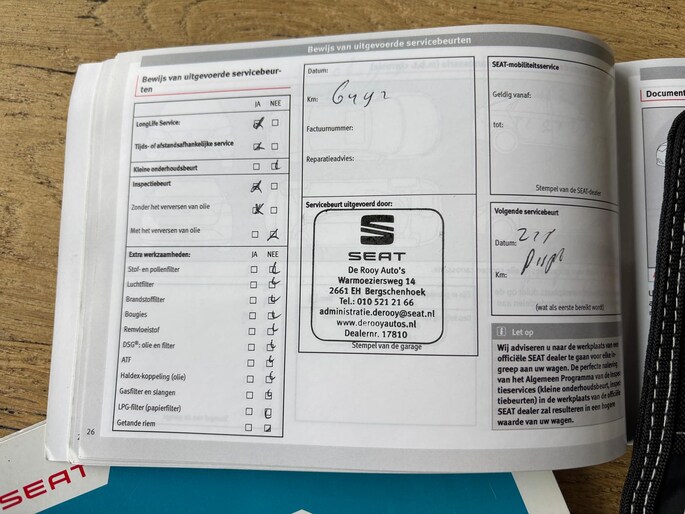 Bewijs van uitgevoerde servicebeurten
Bewijs van uitgevoerde servicebeur-
ten
JA NEE
LongLife Service:
Tijds- of afstandsafhankelijke service
Kleine onderhoudsbeurt
Inspectiebeurt
Zonder het verversen van olie
Met het verversen van olie
Extra werkzaamheden: JA NEE
Stof- en pollenfilter
Luchtfilter
Brandstoffilter
Bougies
Remvloeistof
DSG®: olie en filter
ATF
Haldex-koppeling (olie)
Gasfilter en slangen
LPG-filter (papierfilter)
Getande riem
26
Datum:
Km:
Factuurnummer:
Reparatieadvies:
Servicebeurt uitgevoerd door:
SEAT
De Rooy Auto's
Warmoeziersweg 14
2661 EH Bergschenhoek
Tel.: 010 521 21 66
administratie.derooy@seat.nl
www.derooyautos.nl
Dealernr. 17810
Stempel van de garage
SEAT-mobiliteitsservice
Geldig vanaf:
tot:
Stempel van de SEAT-dealer
Volgende servicebeurt
Datum:
Km:
(wat als eerste bereikt wordt)
Let op
Wij adviseren u naar de werkplaats van een
officiële SEAT dealer te gaan voor elke in-
greep aan uw wagen. De perfecte naleving
van het Algemeen Programma van de Inspec-
tieservices (kleine onderhoudsbeurt, inspec-
tiebeurten) in de werkplaats van de officiële
SEAT dealer zal resulteren in een hogere
waarde van uw wagen.
Document
SEAT